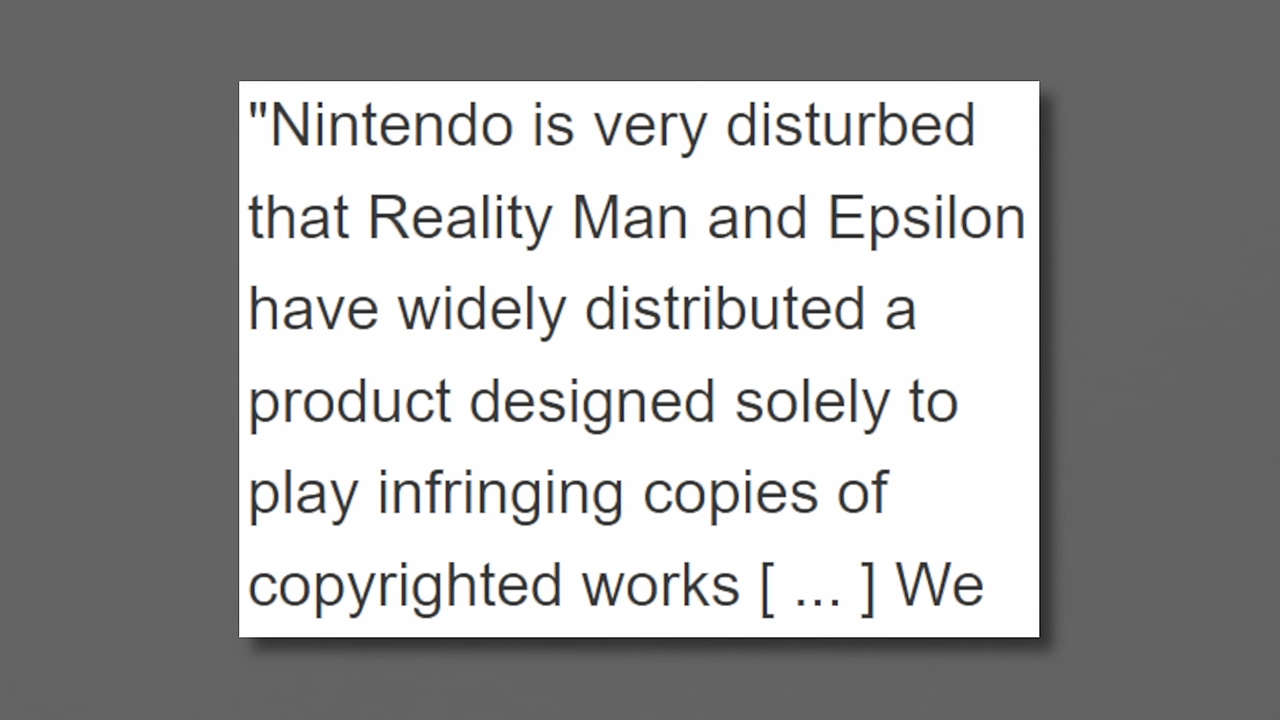 "Nintendo is very disturbed
that Reality Man and Epsilon
have widely distributed a
product designed solely to
play infringing copies of
copyrighted works [ ... ] We